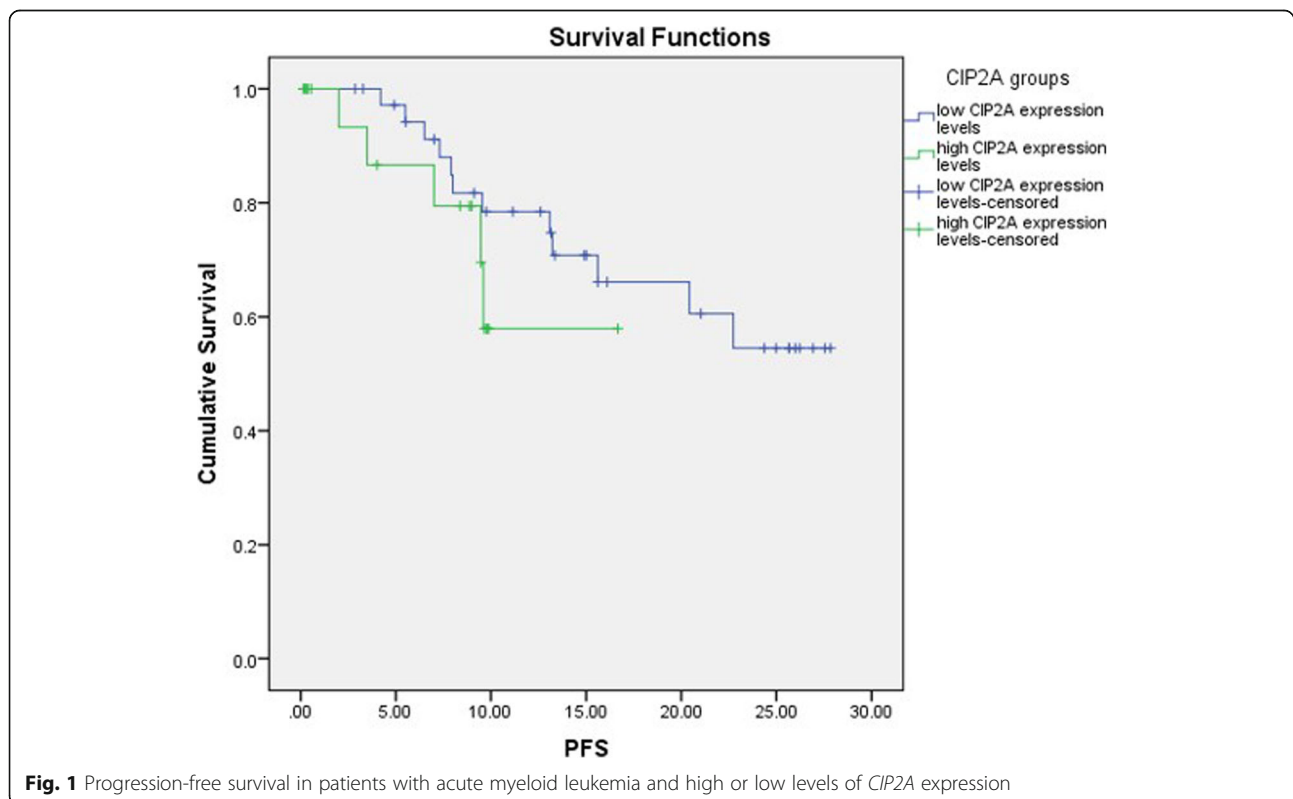 Survival Functions
Cumulative Survival
1.0
0.8
0.6
0.4
0.2
0.0
.00 5.00 10.00 15.00 20.00 25.00 30.00
PFS
CIP2A groups
low CIP2A expression
levels
high CIP2A expression
levels
low CIP2A expression
levels-censored
high CIP2A expression
levels-censored
Fig. 1 Progression-free survival in patients with acute myeloid leukemia and high or low levels of CIP2A expression